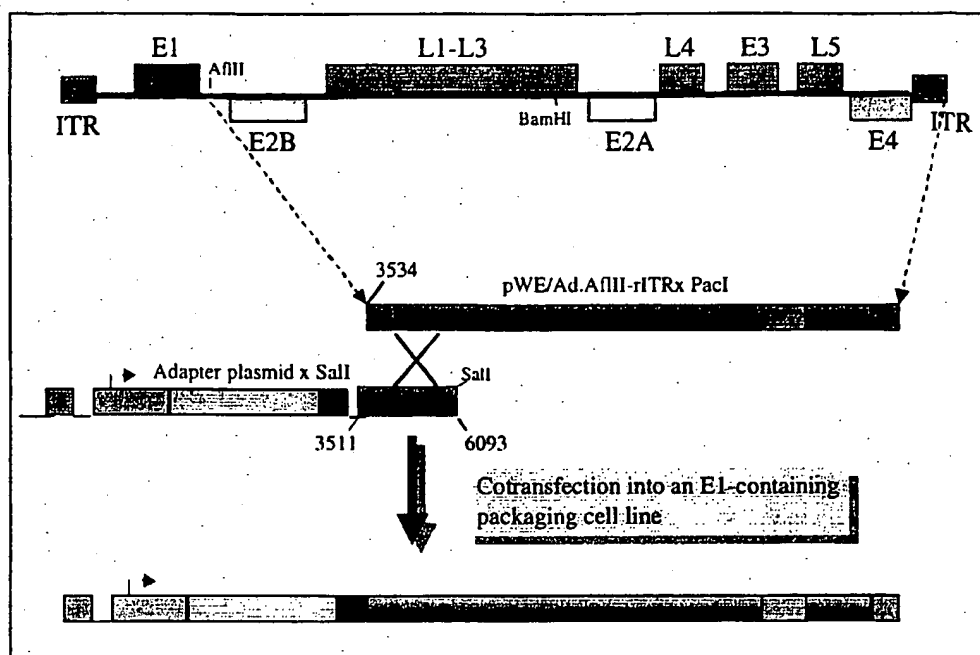 E1
AflII
L1-L3
L4
E3
L5
ITR
E2B
BamHI
E2A
E4
ITR
3534
pWE/Ad.AflII-rITRx PacI
Adapter plasmid x SalI
SalI
3511
6093
Cotransfection into an E1-containing
packaging cell line